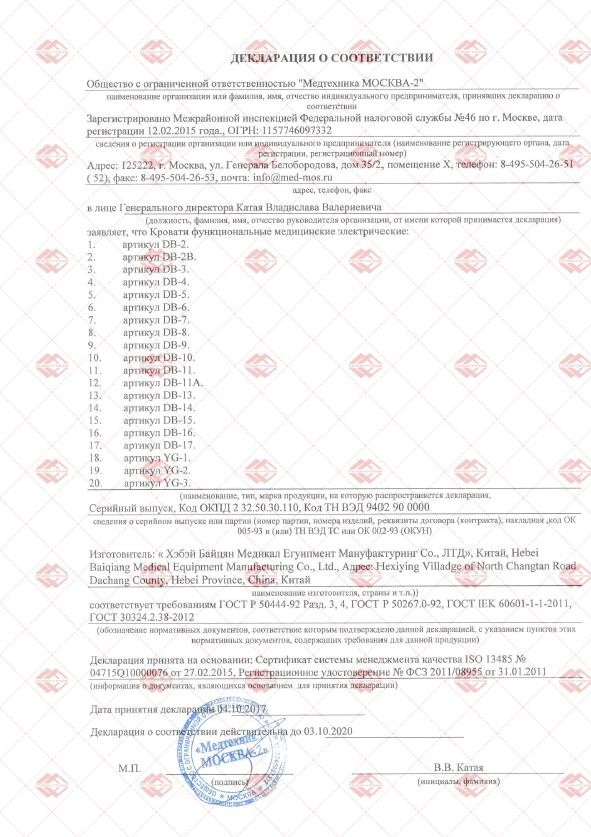 ДЕКЛАРАЦИЯ О СООТВЕТСТВИИ
Общество с ограниченной ответственностью "Медтехника МОСКВА-2"
наименование организации или фамилия, имя, отчество индивидуального предпринимателя, принявших декларацию о
соответствии
Зарегистрировано Межрайонной инспекцией Федеральной налоговой службы №46 по г. Москве, дата
регистрации 12.02.2015 года., ОГРН: 1157746097332
сведения о регистрации организации или индивидуального предпринимателя (наименование регистрирующего органа, дата
регистрации, регистрационный номер)
Адрес: 125222, г. Москва, ул. Генерала Белобородова, дом 35/2, помещение X, телефон: 8-495-504-26-51
( 52), факс: 8-495-504-26-53, почта: info@med-mos.ru
адрес, телефон, факс
в лице Генерального директора Катая Владислава Валериевича
(должность, фамилия, имя, отчество руководителя организации, от имени которой принимается декларация)
заявляет, что Кровати функциональные медицинские электрические:
1. артикул DB-2.
2. артикул DB-2B.
3. артикул DB-3.
4. артикул DB-4.
5. артикул DB-5.
6. артикул DB-6.
7. артикул DB-7.
8. артикул DB-8.
9. артикул DB-9.
10. артикул DB-10.
11. артикул DB-11.
12. артикул DB-11A.
13. артикул DB-13.
14. артикул DB-14.
15. артикул DB-15.
16. артикул DB-16.
17. артикул DB-17.
18. артикул YG-1.
19. артикул YG-2.
20. артикул YG-3.
(наименование, тип, марка продукции, на которую распространяется декларация,
Серийный выпуск, Код ОКПД 2 32.50.30.110, Код ТН ВЭД 9402 90 0000
сведения о серийном выпуске или партии (номер партии, номера изделий, реквизиты договора (контракта), накладная ,код ОК
005-93 и (или) ТН ВЭД ТС или ОК 002-93 (ОКУН)
Изготовитель: « Хэбэй Байцян Медикал Егуипмент Мануфактуринг Со., ЛТД», Китай, Hebei
Baiqiang Medical Equipment Manufacturing Co., Ltd., Адрес: Hexiying Villadge of North Changtan Road
Dachang County, Hebei Province, China, Китай
наименование изготовителя, страны и т.п.))
соответствует требованиям ГОСТ Р 50444-92 Разд. 3, 4, ГОСТ Р 50267.0-92, ГОСТ IEK 60601-1-1-2011,
ГОСТ 30324.2.38-2012
(обозначение нормативных документов, соответствие которым подтверждено данной декларацией, с указанием пунктов этих
нормативных документов, содержащих требования для данной продукции)
Декларация принята на основании: Сертификат системы менеджмента качества ISO 13485 №
04715Q10000076 от 27.02.2015, Регистрационное удостоверение № ФСЗ 2011/08955 от 31.01.2011
(информация о документах, являющихся основанием для принятия декларации)
Дата принятия декларации 04.10.2017
Декларация о соответствии действительна до 03.10.2020
«Медтехника
МОСКВА-2»
М.П.
В.В. Катая
(подпись) (инициалы, фамилия)